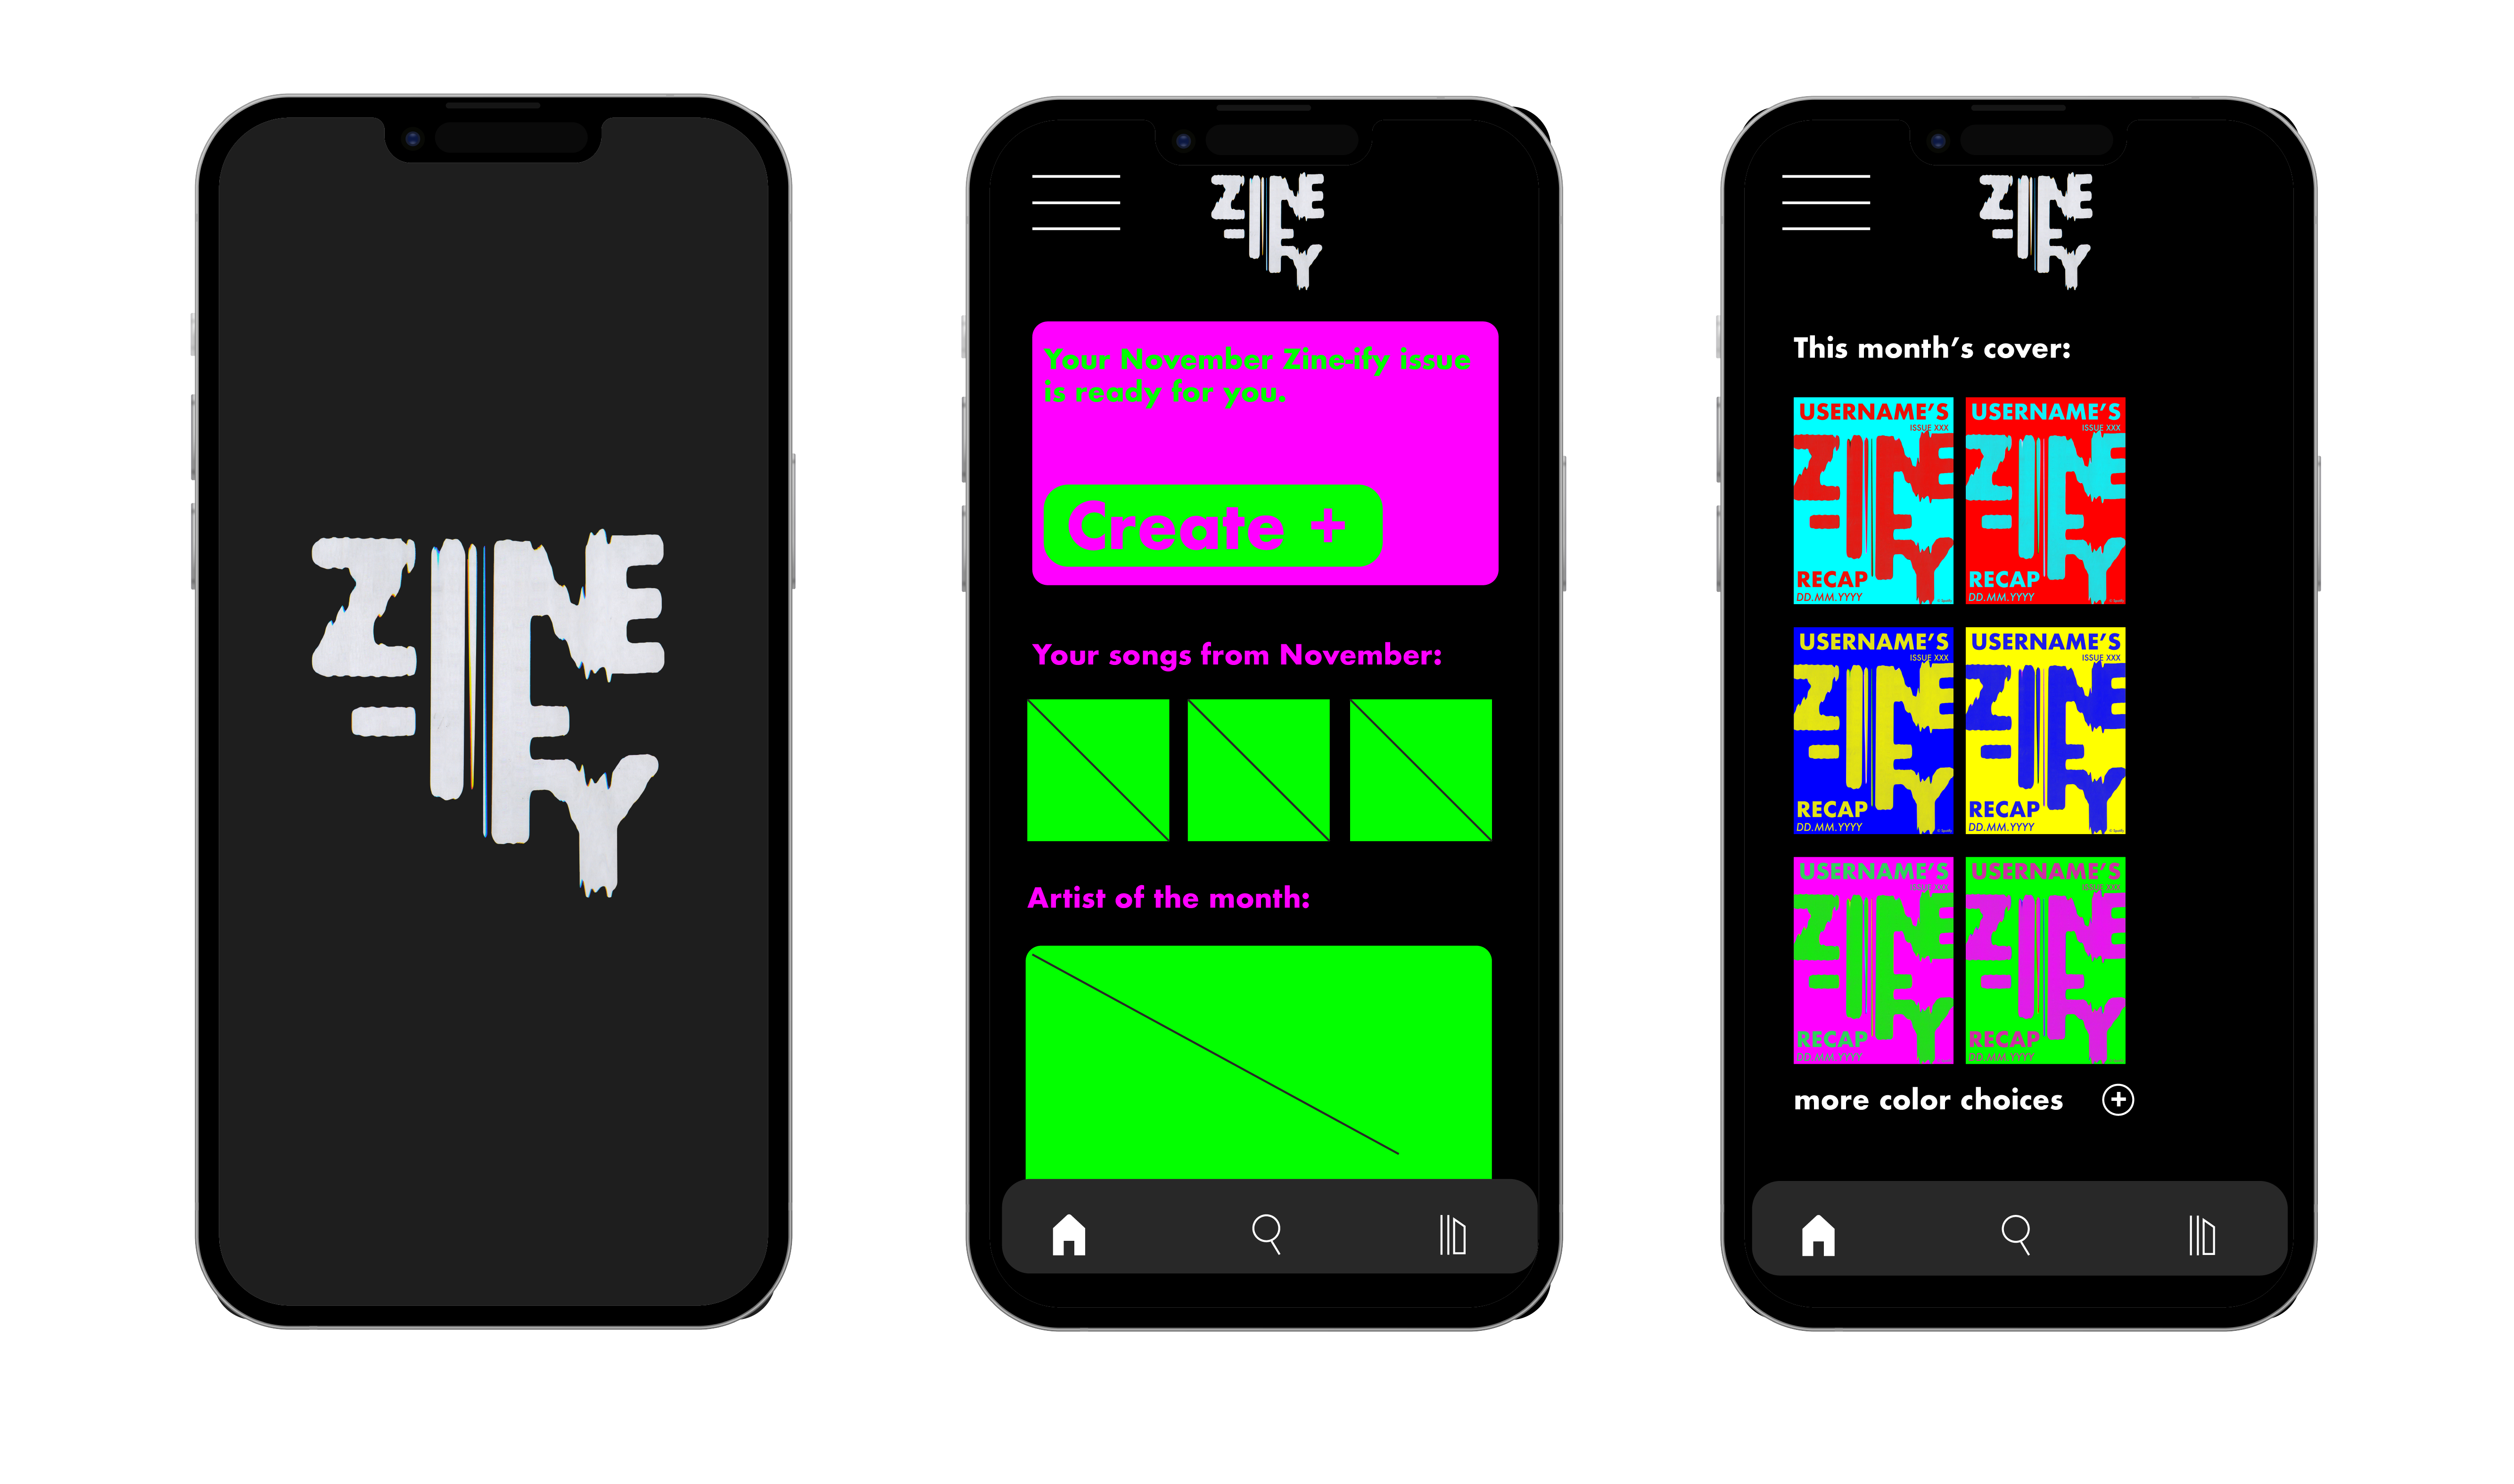 ZINE
-IFY
ZINE
-IFY
Your November Zine-ify issue
is ready for you.
Create +
Your songs from November:
Artist of the month:
ZINE
-IFY
This month’s cover:
USERNAME’S
ISSUE XXX
ZINE
-IFY
RECAP
DD.MM.YYYY
© Spotify
USERNAME’S
ISSUE XXX
ZINE
-IFY
RECAP
DD.MM.YYYY
© Spotify
USERNAME’S
ISSUE XXX
ZINE
-IFY
RECAP
DD.MM.YYYY
© Spotify
USERNAME’S
ISSUE XXX
ZINE
-IFY
RECAP
DD.MM.YYYY
© Spotify
USERNAME’S
ISSUE XXX
ZINE
-IFY
RECAP
DD.MM.YYYY
USERNAME’S
ISSUE XXX
ZINE
-IFY
RECAP
DD.MM.YYYY
more color choices +